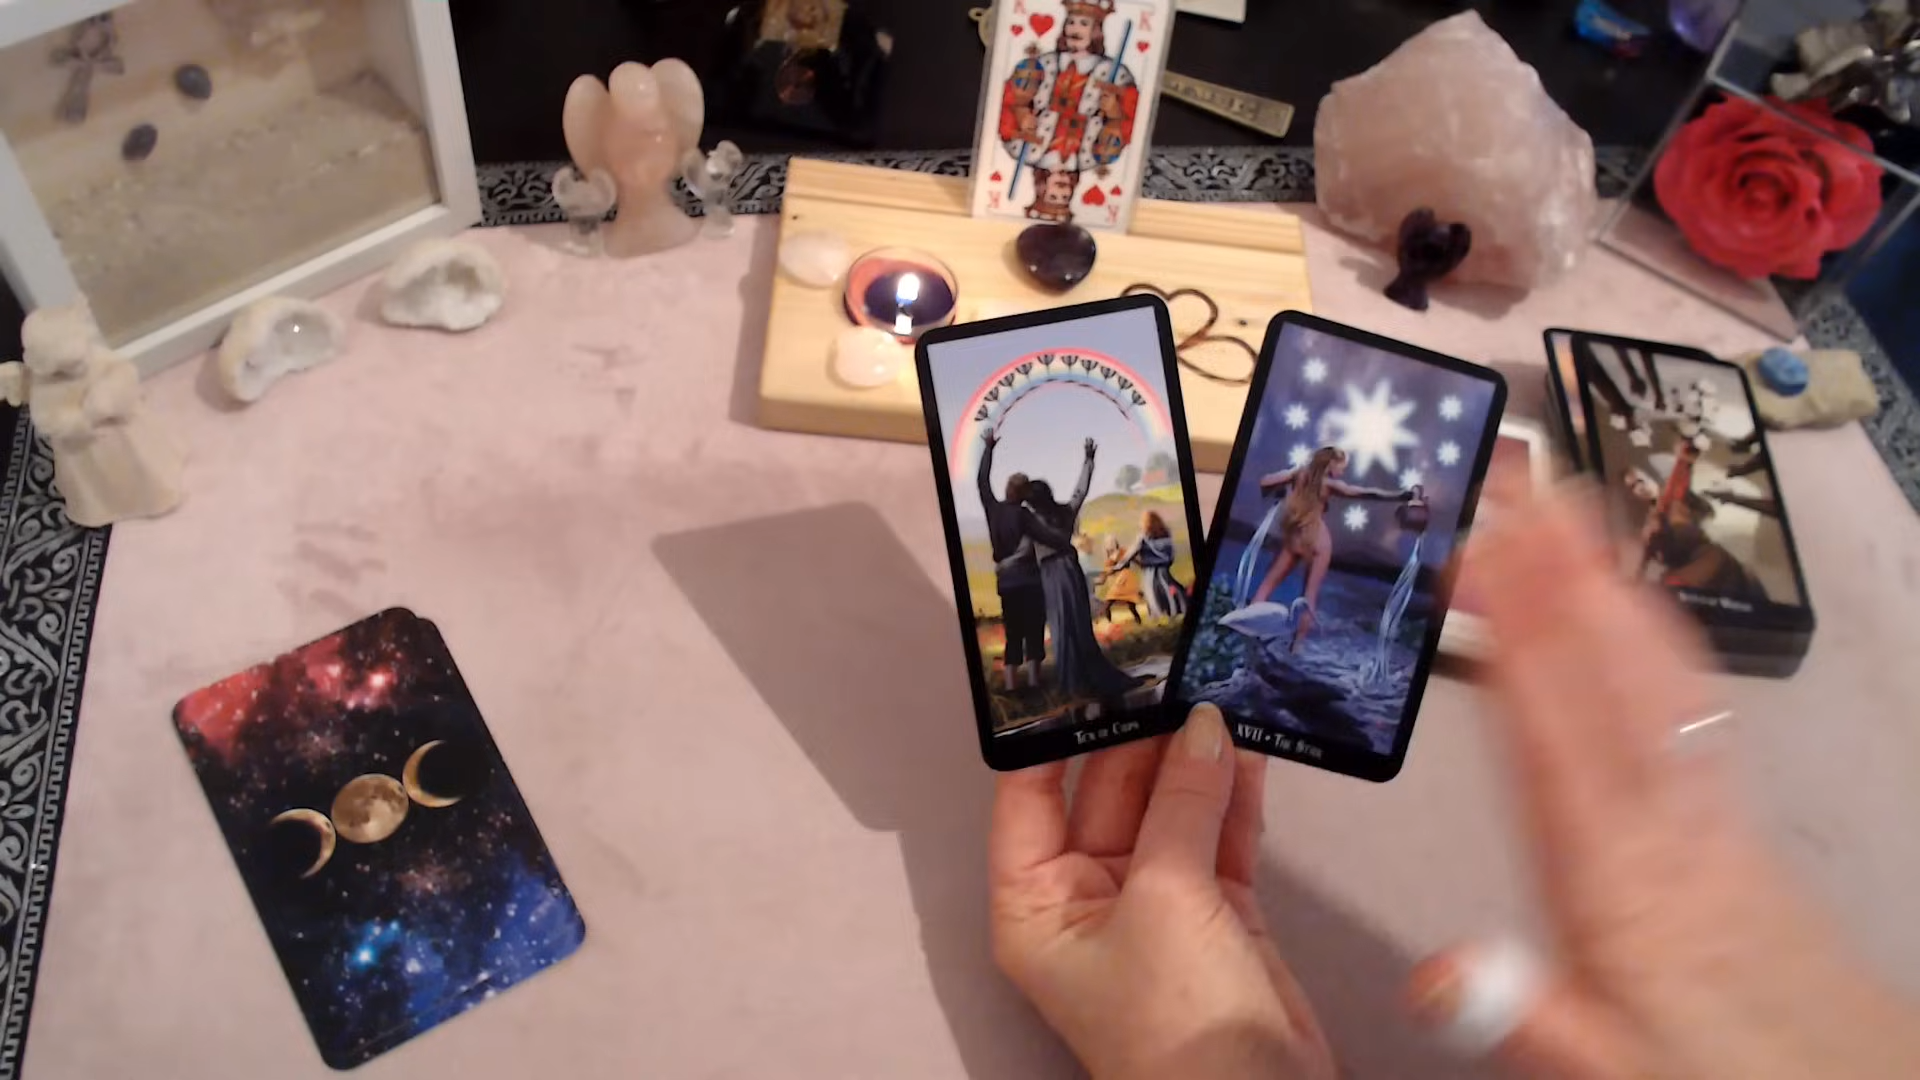 K
K
K
K
Ten of Cups
XVII • The Star